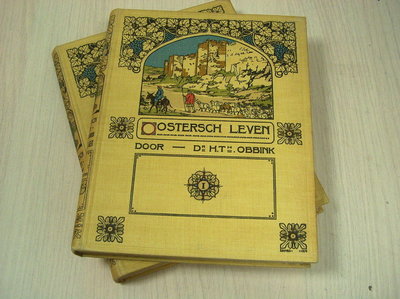 OOSTERSCH LEVEN
DOOR — DR H.TH. OBBINK
I